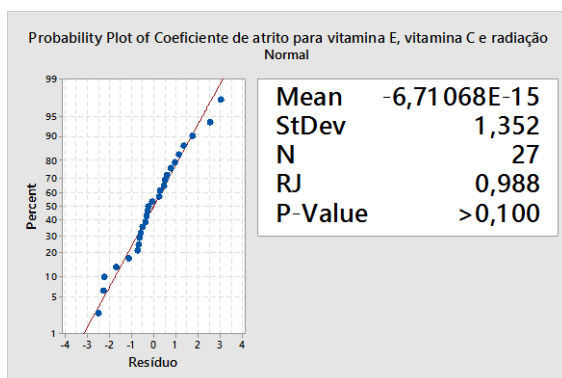 Probability Plot of Coeficiente de atrito para vitamina E, vitamina C e radiação
Normal
99
95
90
80
70
60
50
40
30
20
10
5
1
Percent
-4 -3 -2 -1 0 1 2 3 4
Resíduo
Mean -6,71068E-15
StDev 1,352
N 27
RJ 0,988
P-Value >0,100